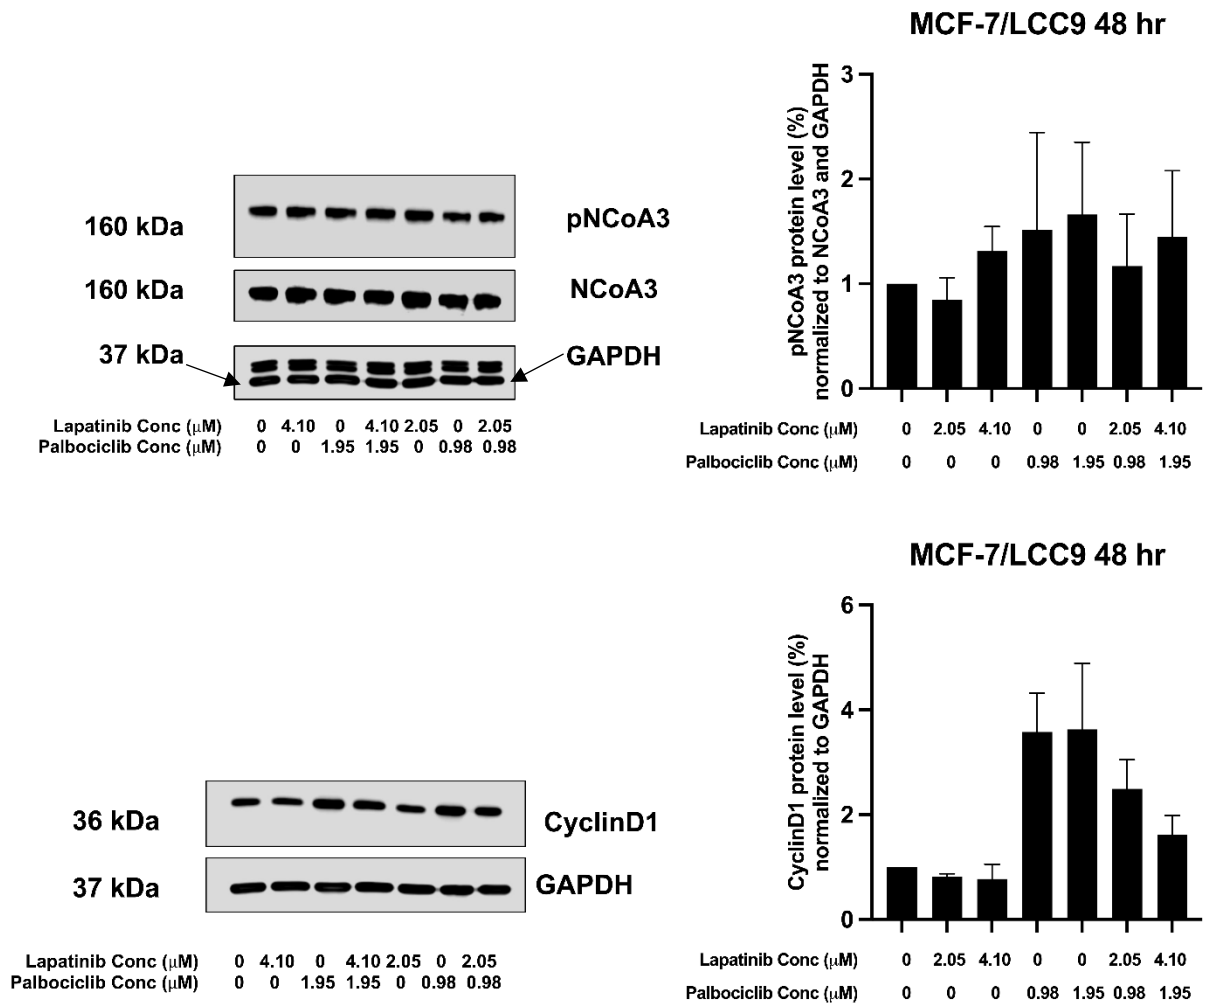 MCF-7/LCC9 48 hr
160 kDa
pNCoA3
160 kDa
NCoA3
37 kDa
GAPDH
Lapatinib Conc (µM) 0 4.10 0 4.10 2.05 0 2.05
Palbociclib Conc (µM) 0 0 1.95 1.95 0 0.98 0.98
pNCoA3 protein level (%)
normalized to NCoA3 and GAPDH
3
2
1
0
Lapatinib Conc (µM) 0 2.05 4.10 0 0 2.05 4.10
Palbociclib Conc (µM) 0 0 0 0.98 1.95 0.98 1.95
MCF-7/LCC9 48 hr
36 kDa
CyclinD1
37 kDa
GAPDH
Lapatinib Conc (µM) 0 4.10 0 4.10 2.05 0 2.05
Palbociclib Conc (µM) 0 0 1.95 1.95 0 0.98 0.98
CyclinD1 protein level (%)
normalized to GAPDH
6
4
2
0
Lapatinib Conc (µM) 0 2.05 4.10 0 0 2.05 4.10
Palbociclib Conc (µM) 0 0 0 0.98 1.95 0.98 1.95